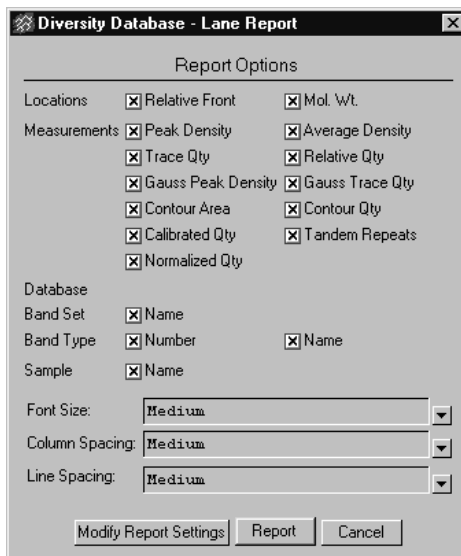 Diversity Database - Lane Report
Report Options
Locations Relative Front Mol. Wt.
Measurements Peak Density Average Density
Trace Qty Relative Qty
Gauss Peak Density Gauss Trace Qty
Contour Area Contour Qty
Calibrated Qty Tandem Repeats
Normalized Qty
Database
Band Set Name
Band Type Number Name
Sample Name
Font Size: Medium
Column Spacing: Medium
Line Spacing: Medium
Modify Report Settings Report Cancel